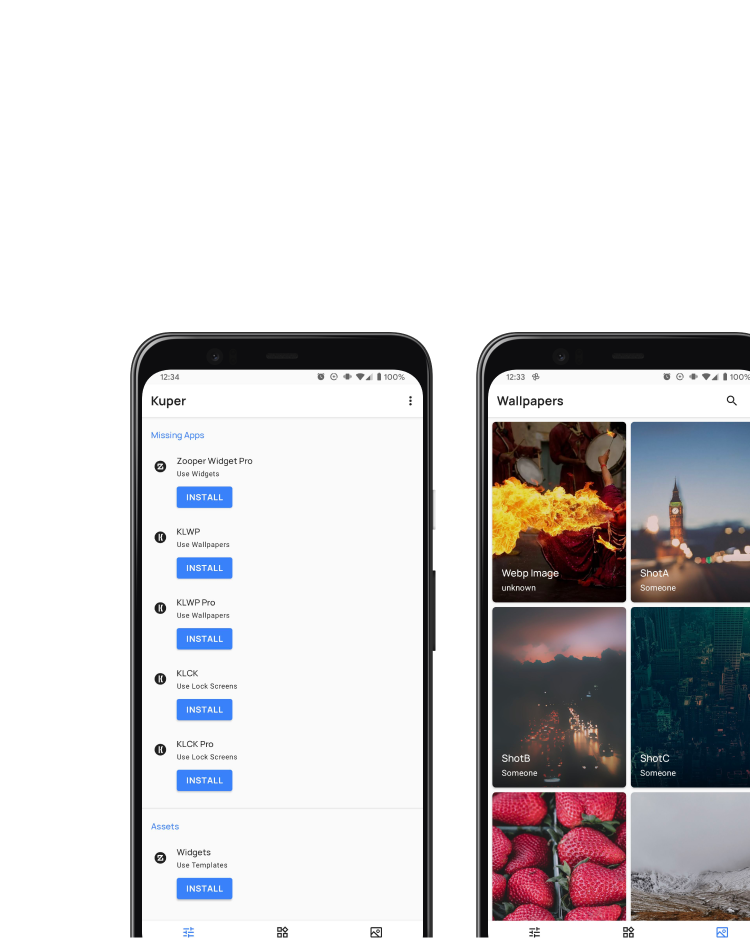 12:34
100%
Kuper
Missing Apps
Zooper Widget Pro
Use Widgets
INSTALL
KLWP
Use Wallpapers
INSTALL
KLWP Pro
Use Wallpapers
INSTALL
KLCK
Use Lock Screens
INSTALL
KLCK Pro
Use Lock Screens
INSTALL
Assets
Widgets
Use Templates
INSTALL
12:33
100%
Wallpapers
Webp Image
unknown
ShotA
Someone
ShotB
Someone
ShotC
Someone